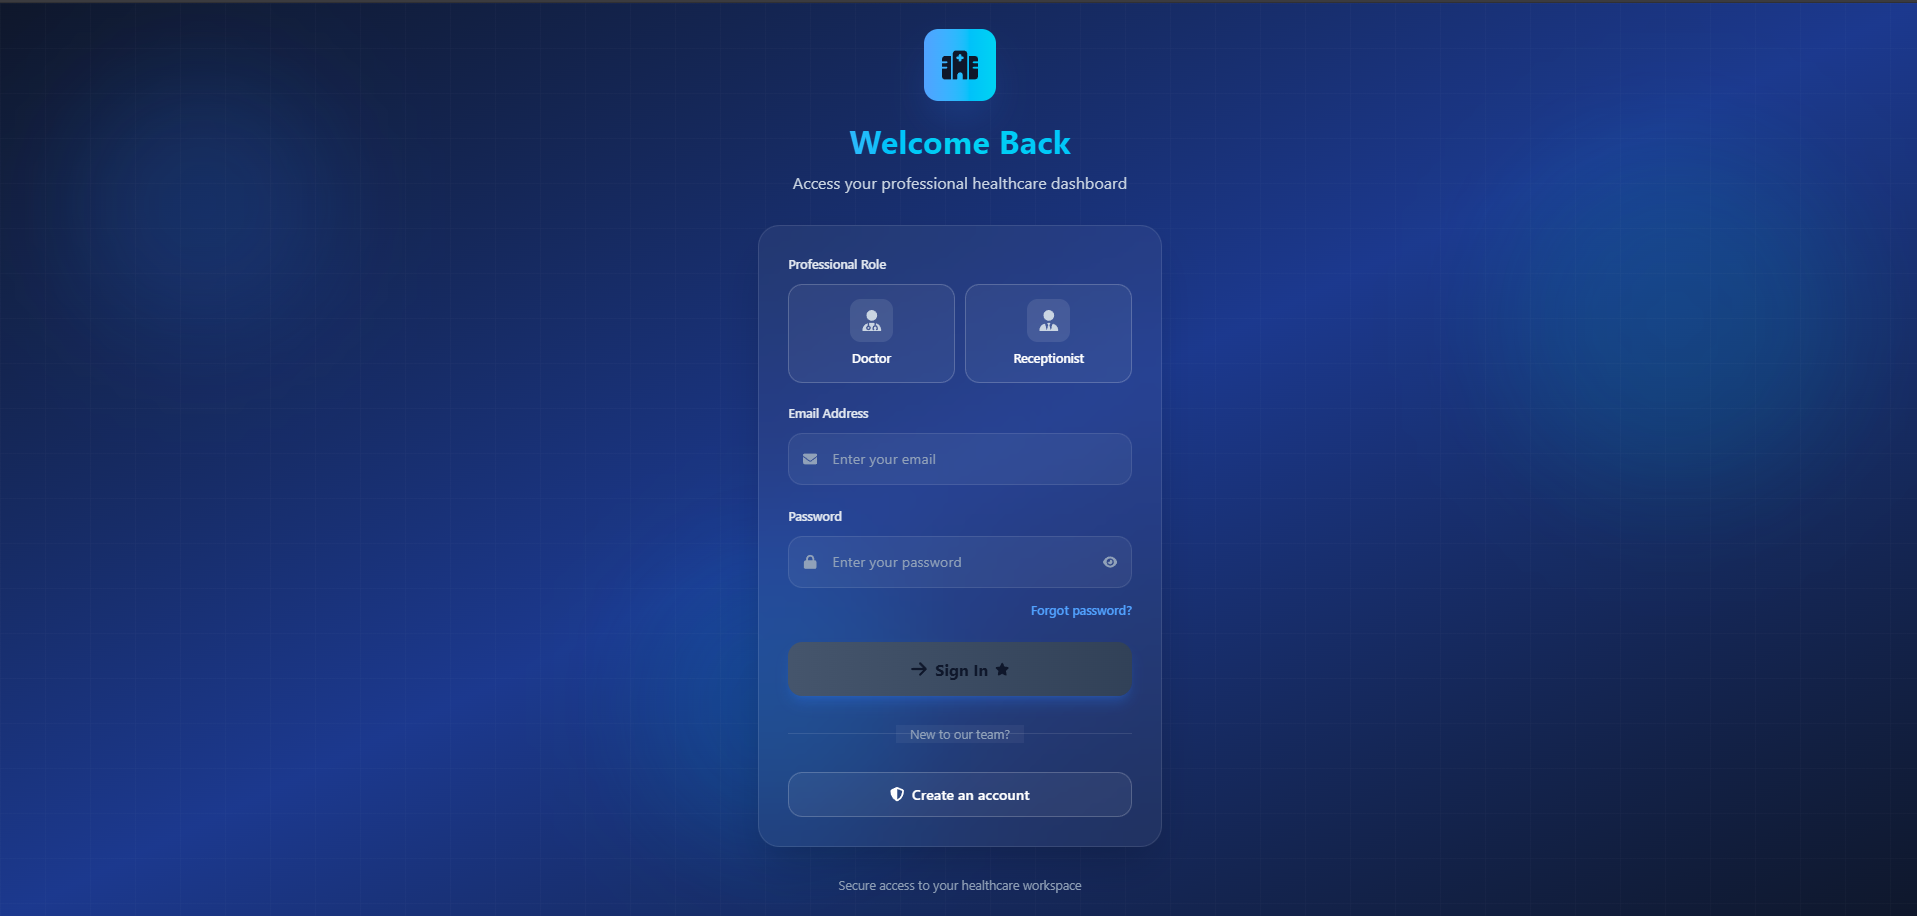 Welcome Back
Access your professional healthcare dashboard
Professional Role
Doctor
Receptionist
Email Address
Enter your email
Password
Enter your password
Forgot password?
Sign In
New to our team?
Create an account
Secure access to your healthcare workspace